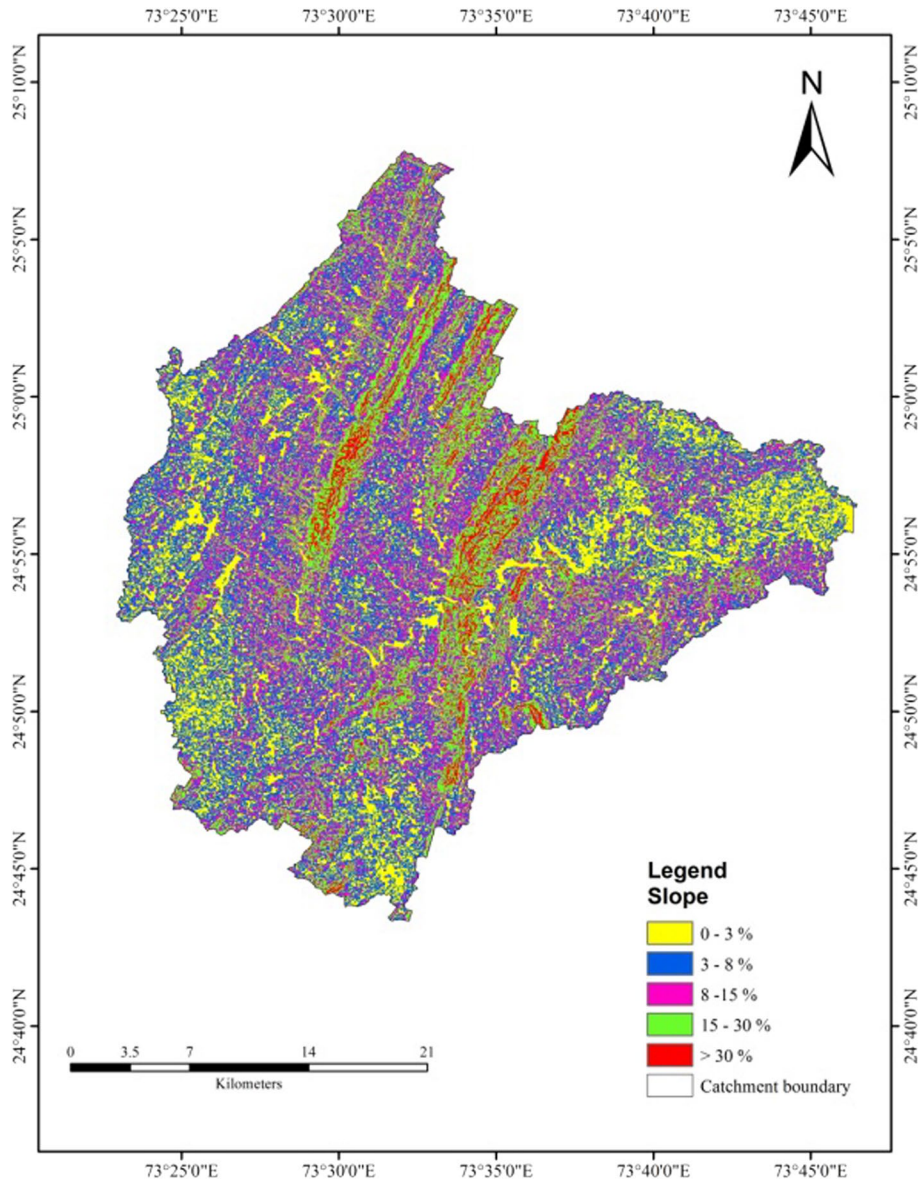 73°25'0"E 73°30'0"E 73°35'0"E 73°40'0"E 73°45'0"E
N
25°10'0"N 25°10'0"N
25°5'0"N 25°5'0"N
25°0'0"N 25°0'0"N
24°55'0"N 24°55'0"N
24°50'0"N 24°50'0"N
24°45'0"N 24°45'0"N
24°40'0"N 24°40'0"N
Legend
Slope
0 - 3 %
3 - 8 %
8 -15 %
15 - 30 %
> 30 %
Catchment boundary
0 3.5 7 14 21
Kilometers
73°25'0"E 73°30'0"E 73°35'0"E 73°40'0"E 73°45'0"E